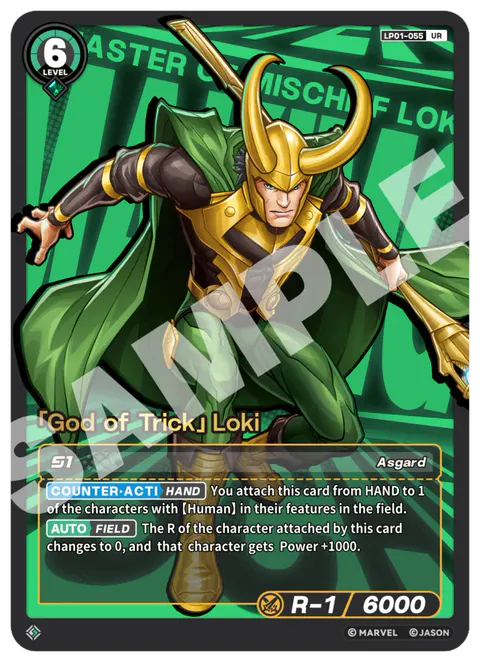 6
LEVEL
LP01-055 UR
MASTER OF MISCHIEF LOKI
SAMPLE
「God of Trick」Loki
S1
Asgard
COUNTER·ACTI HAND You attach this card from HAND to 1
of the characters with【Human】in their features in the field.
AUTO FIELD The R of the character attached by this card
changes to 0, and that character gets Power +1000.
R-1 / 6000
©MARVEL ©JASON